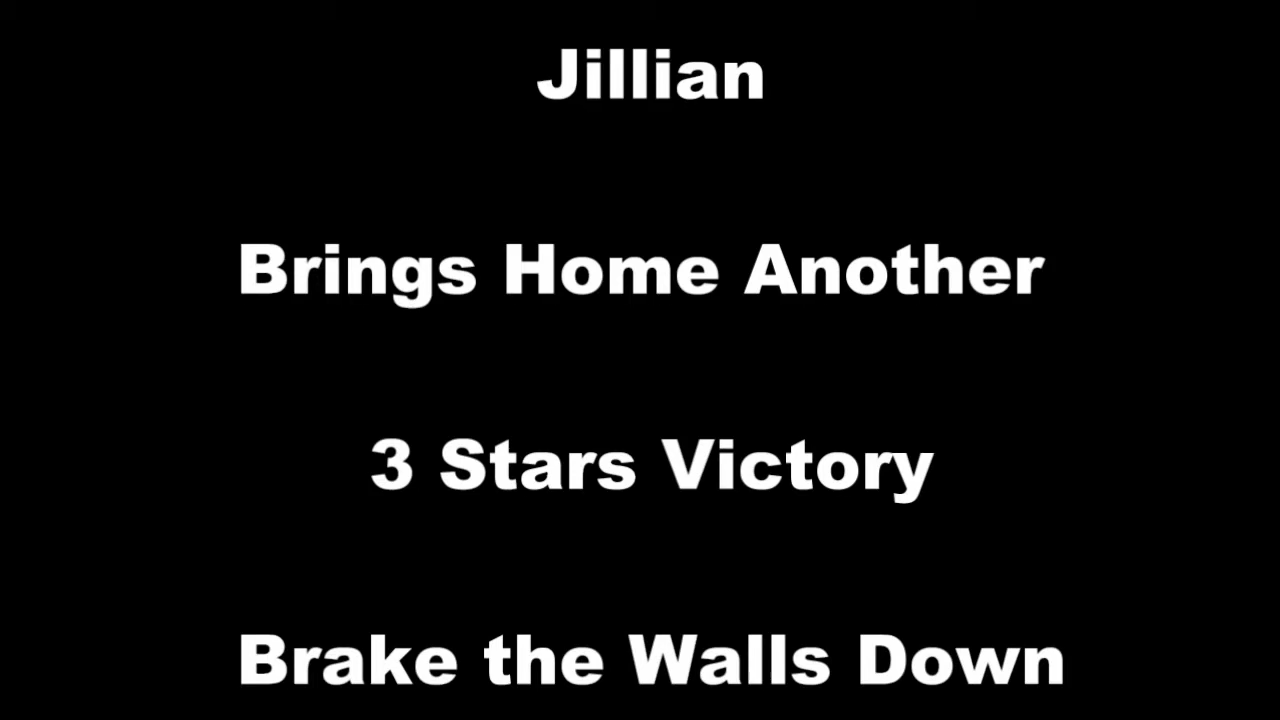 Jillian
Brings Home Another
3 Stars Victory
Brake the Walls Down